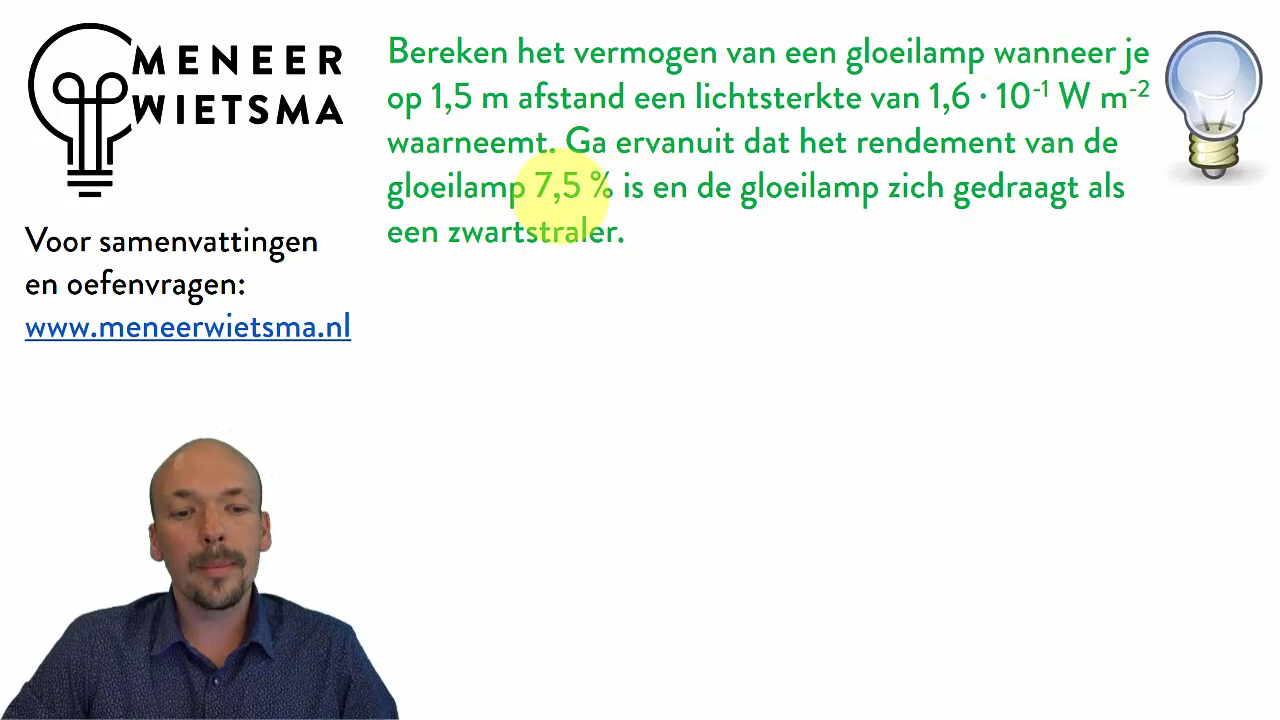 MENEER
WIETSMA
Voor samenvattingen
en oefenvragen:
www.meneerwietsma.nl
Bereken het vermogen van een gloeilamp wanneer je
op 1,5 m afstand een lichtsterkte van 1,6 · 10⁻¹ W m⁻²
waarneemt. Ga ervanuit dat het rendement van de
gloeilamp 7,5 % is en de gloeilamp zich gedraagt als
een zwartstraler.